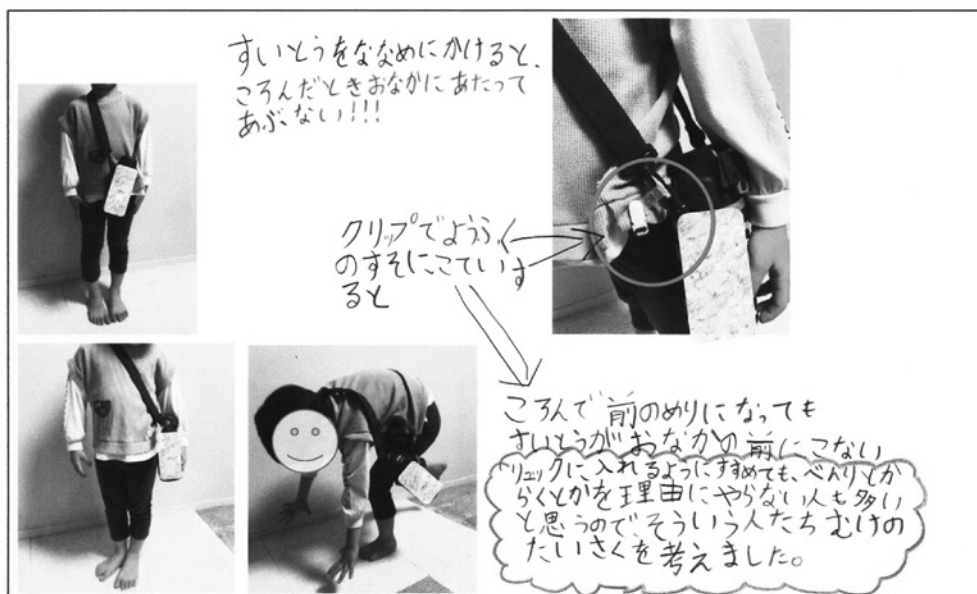 すいとうをななめにかけると、
ころんだときおなかにあたって
あぶない!!!
クリップでようふく
のすそにこていす
ると
ころんで前のめりになっても
すいとうがおなかの前にこない
リュックに入れるようにすすめても、べんりとか
らくとかを理由にやらない人も多い
と思うので、そういう人たちむけの
たいさくを考えました。